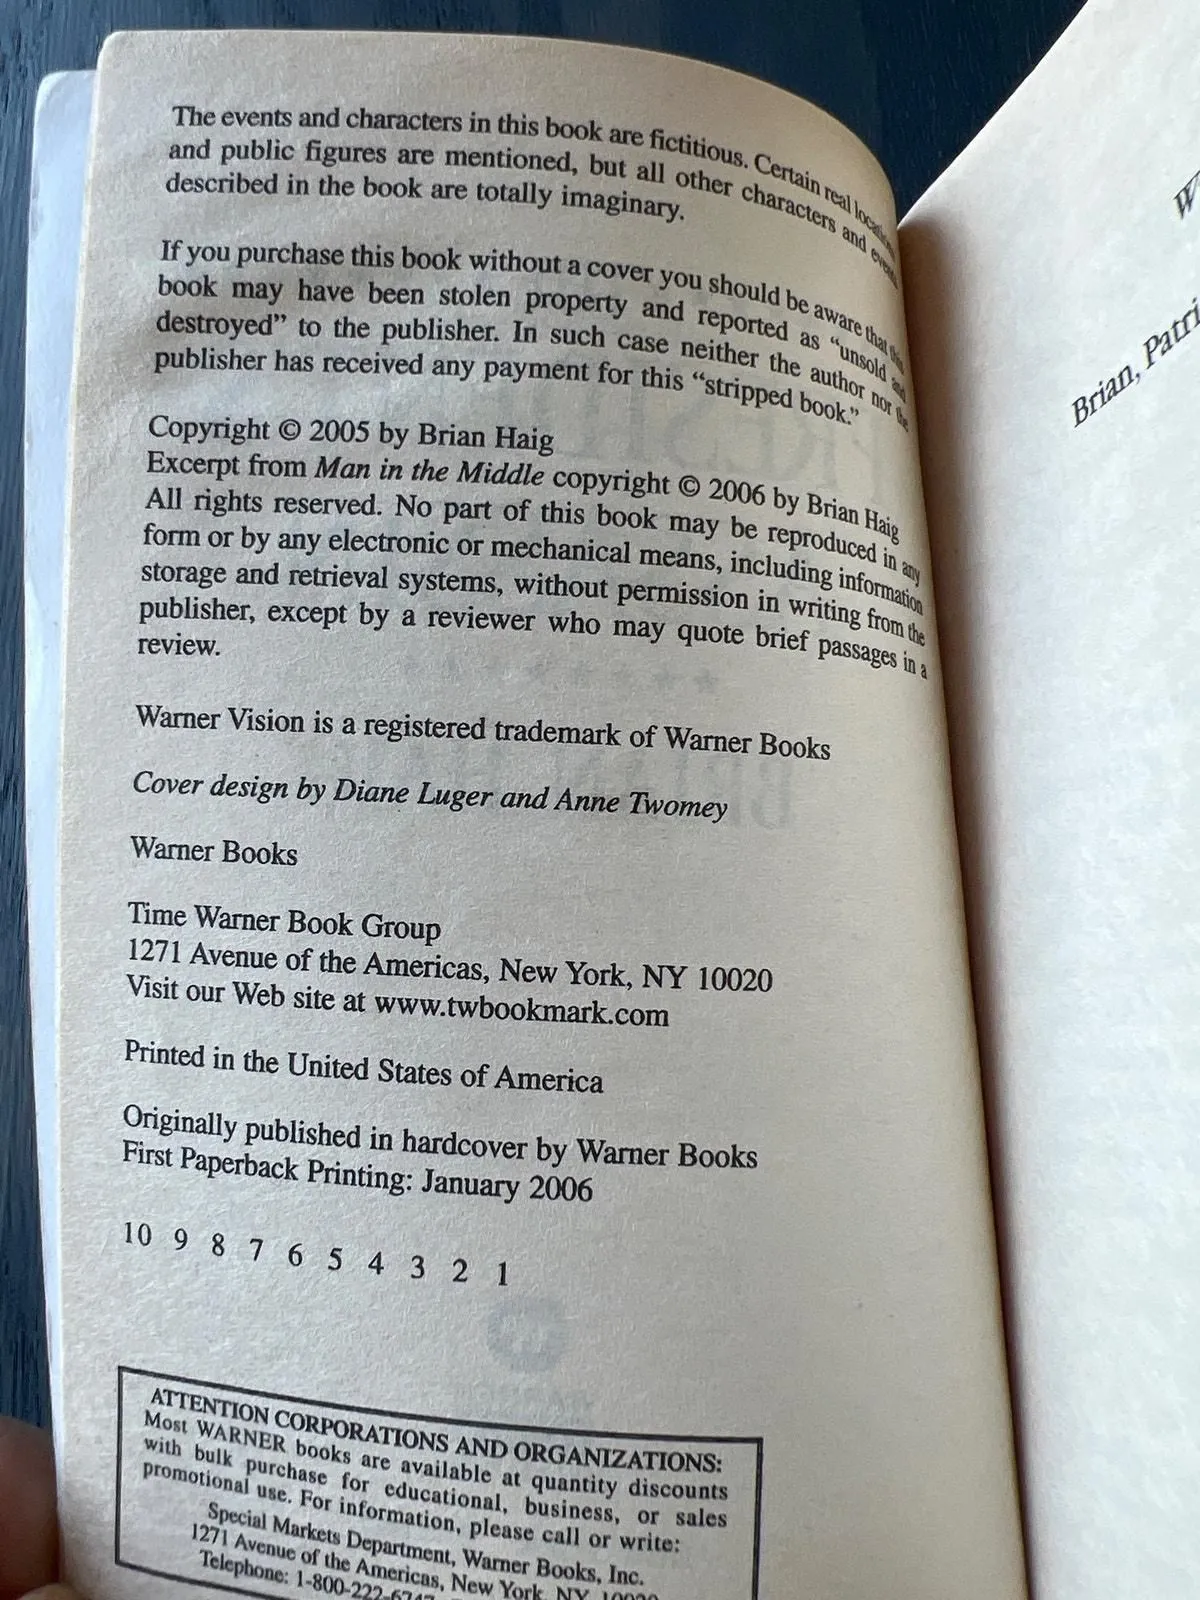 The events and characters in this book are fictitious. Certain real locations
and public figures are mentioned, but all other characters and events
described in the book are totally imaginary.
If you purchase this book without a cover you should be aware that this
book may have been stolen property and reported as “unsold and
destroyed” to the publisher. In such case neither the author nor the
publisher has received any payment for this “stripped book.”
Copyright © 2005 by Brian Haig
Excerpt from Man in the Middle copyright © 2006 by Brian Haig
All rights reserved. No part of this book may be reproduced in any
form or by any electronic or mechanical means, including information
storage and retrieval systems, without permission in writing from the
publisher, except by a reviewer who may quote brief passages in a
review.
Warner Vision is a registered trademark of Warner Books
Cover design by Diane Luger and Anne Twomey
Warner Books
Time Warner Book Group
1271 Avenue of the Americas, New York, NY 10020
Visit our Web site at www.twbookmark.com
Printed in the United States of America
Originally published in hardcover by Warner Books
First Paperback Printing: January 2006
10 9 8 7 6 5 4 3 2 1
ATTENTION CORPORATIONS AND ORGANIZATIONS:
Most WARNER books are available at quantity discounts
with bulk purchase for educational, business, or sales
promotional use. For information, please call or write:
Special Markets Department, Warner Books, Inc.
1271 Avenue of the Americas, New York, NY 10020
Telephone: 1-800-222-6747
Brian,